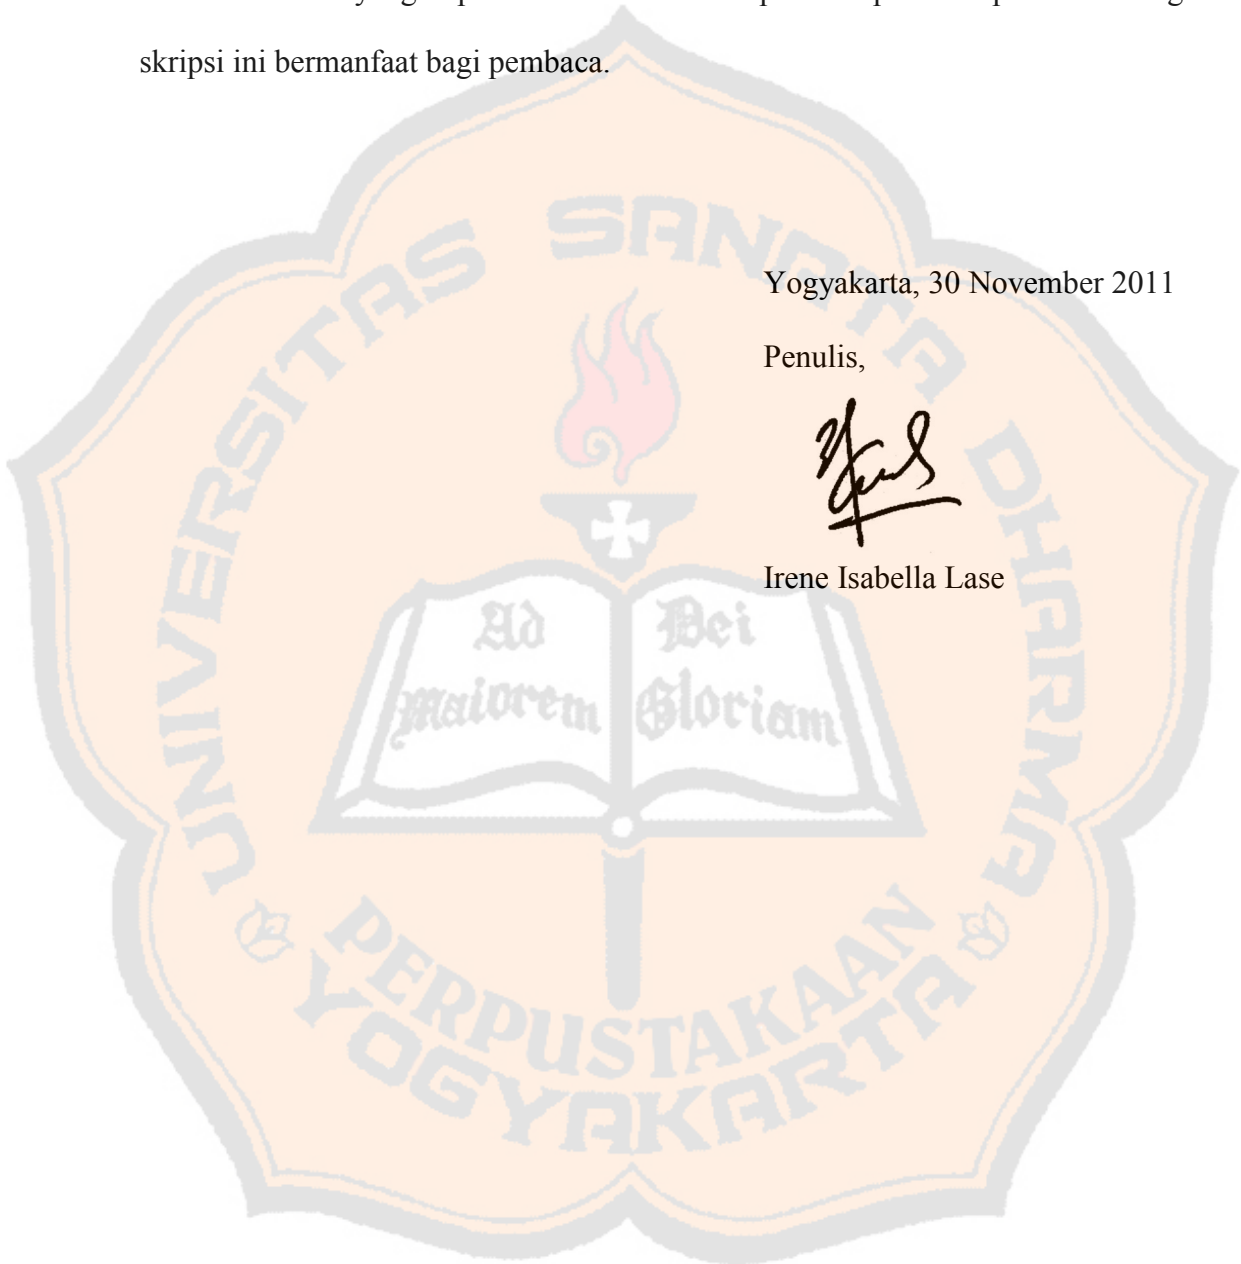 skripsi ini bermanfaat bagi pembaca.
Yogyakarta, 30 November 2011
Penulis,
Irene Isabella Lase
UNIVERSITAS SANATA DHARMA
Ad Dei
maiorem Gloriam
PERPUSTAKAAN
YOGYAKARTA